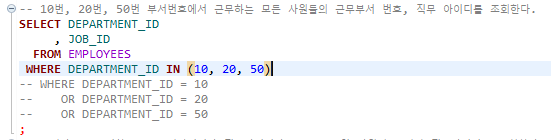 -- 10번, 20번, 50번 부서번호에서 근무하는 모든 사원들의 근무부서 번호, 직무 아이디를 조회한다.
SELECT DEPARTMENT_ID
     , JOB_ID
  FROM EMPLOYEES
 WHERE DEPARTMENT_ID IN (10, 20, 50)
-- WHERE DEPARTMENT_ID = 10
--    OR DEPARTMENT_ID = 20
--    OR DEPARTMENT_ID = 50
;